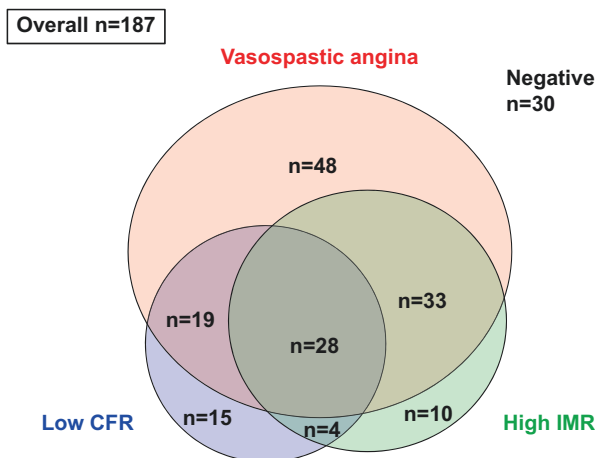 Overall n=187
Vasospastic angina
Negative
n=30
n=48
n=33
n=19
n=28
Low CFR
n=15
n=4
n=10
High IMR